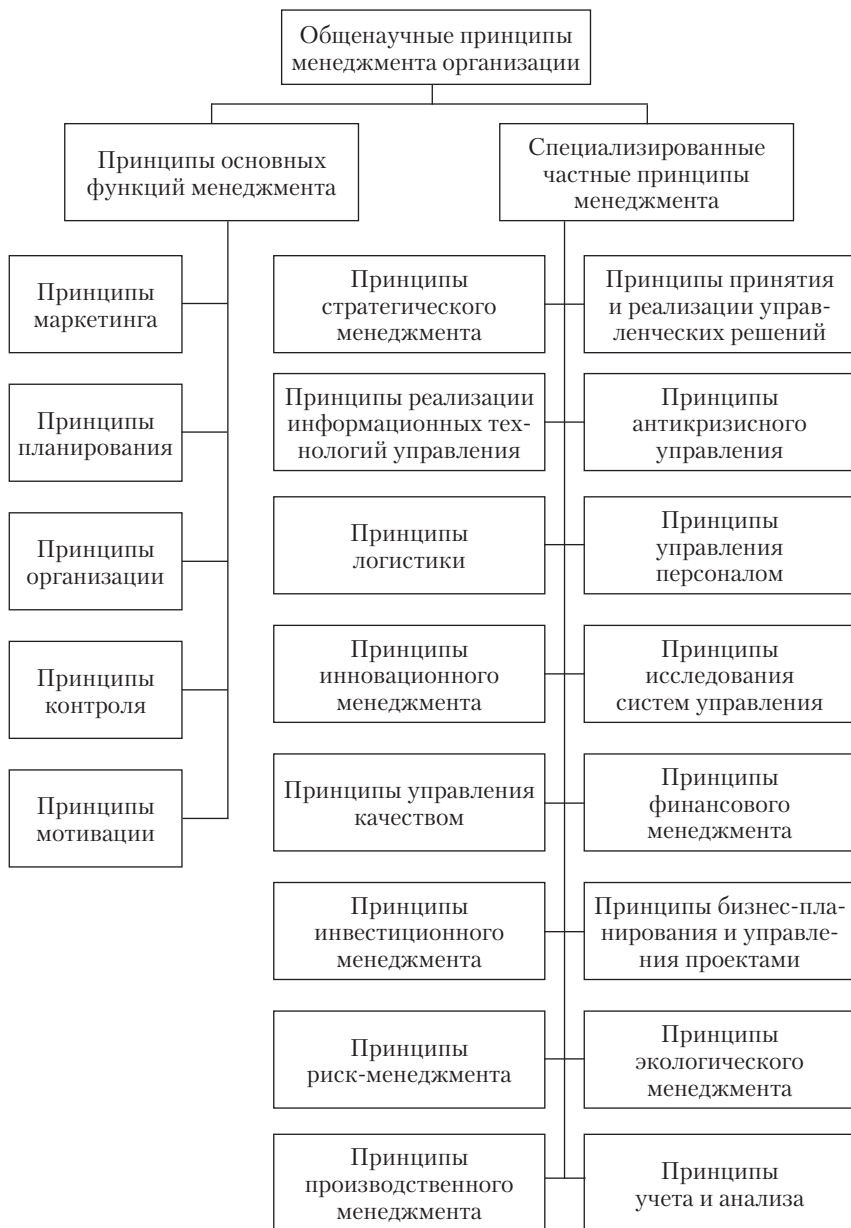 Общенаучные принципы
менеджмента организации
Принципы основных
функций менеджмента
Специализированные
частные принципы
менеджмента
Принципы
маркетинга
Принципы
планирования
Принципы
организации
Принципы
контроля
Принципы
мотивации
Принципы
стратегического
менеджмента
Принципы принятия
и реализации управ-
ленческих решений
Принципы реализации
информационных тех-
нологий управления
Принципы
антикризисного
управления
Принципы
логистики
Принципы
управления
персоналом
Принципы
инновационного
менеджмента
Принципы
исследования
систем управления
Принципы управления
качеством
Принципы
финансового
менеджмента
Принципы
инвестиционного
менеджмента
Принципы бизнес-пла-
нирования и управле-
ния проектами
Принципы
риск-менеджмента
Принципы
экологического
менеджмента
Принципы
производственного
менеджмента
Принципы
учета и анализа